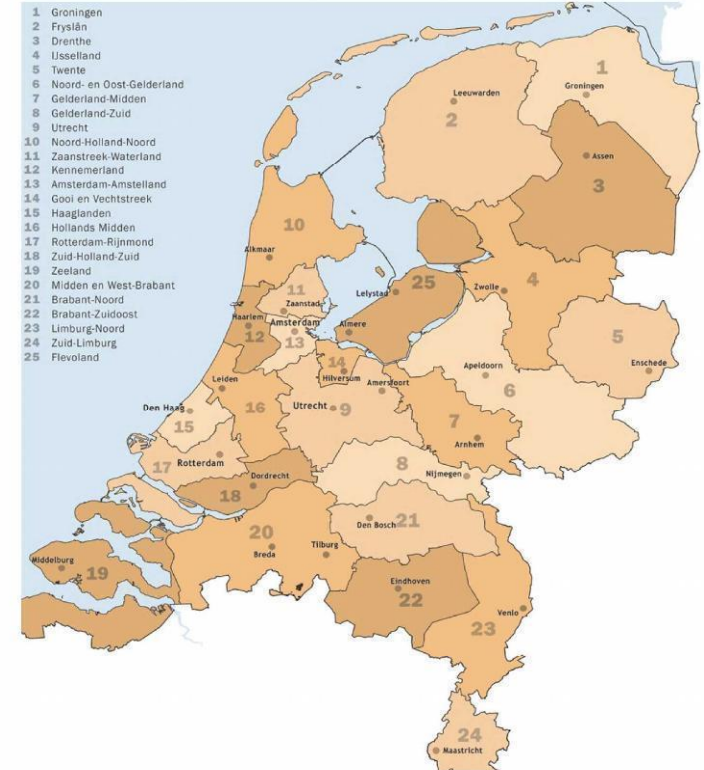 1 Groningen
2 Fryslân
3 Drenthe
4 IJsselland
5 Twente
6 Noord- en Oost-Gelderland
7 Gelderland-Midden
8 Gelderland-Zuid
9 Utrecht
10 Noord-Holland-Noord
11 Zaanstreek-Waterland
12 Kennemerland
13 Amsterdam-Amstelland
14 Gooi en Vechtstreek
15 Haaglanden
16 Hollands Midden
17 Rotterdam-Rijnmond
18 Zuid-Holland-Zuid
19 Zeeland
20 Midden en West-Brabant
21 Brabant-Noord
22 Brabant-Zuidoost
23 Limburg-Noord
24 Zuid-Limburg
25 Flevoland
1
Groningen
Leeuwarden
2
Assen
3
10
Alkmaar
11
Zaanstad
Lelystad
25
Zwolle
4
Haarlem
12
Amsterdam
13
Almere
5
Enschede
14
Hilversum
Amersfoort
Apeldoorn
6
Leiden
16
Utrecht
9
7
Arnhem
Den Haag
15
17
Rotterdam
8
Nijmegen
Dordrecht
18
Den Bosch
21
20
Breda
Tilburg
Middelburg
19
Eindhoven
22
Venlo
23
24
Maastricht